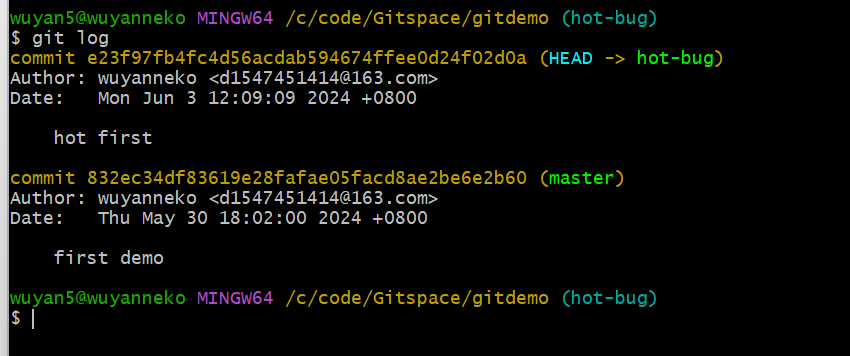 wuyan5@wuyanneko MINGW64 /c/code/Gitspace/gitdemo (hot-bug)
$ git log
commit e23f97fb4fc4d56acdab594674ffee0d24f02d0a (HEAD -> hot-bug)
Author: wuyanneko <d1547451414@163.com>
Date:   Mon Jun 3 12:09:09 2024 +0800
    hot first
commit 832ec34df83619e28fafae05facd8ae2be6e2b60 (master)
Author: wuyanneko <d1547451414@163.com>
Date:   Thu May 30 18:02:00 2024 +0800
    first demo
wuyan5@wuyanneko MINGW64 /c/code/Gitspace/gitdemo (hot-bug)
$